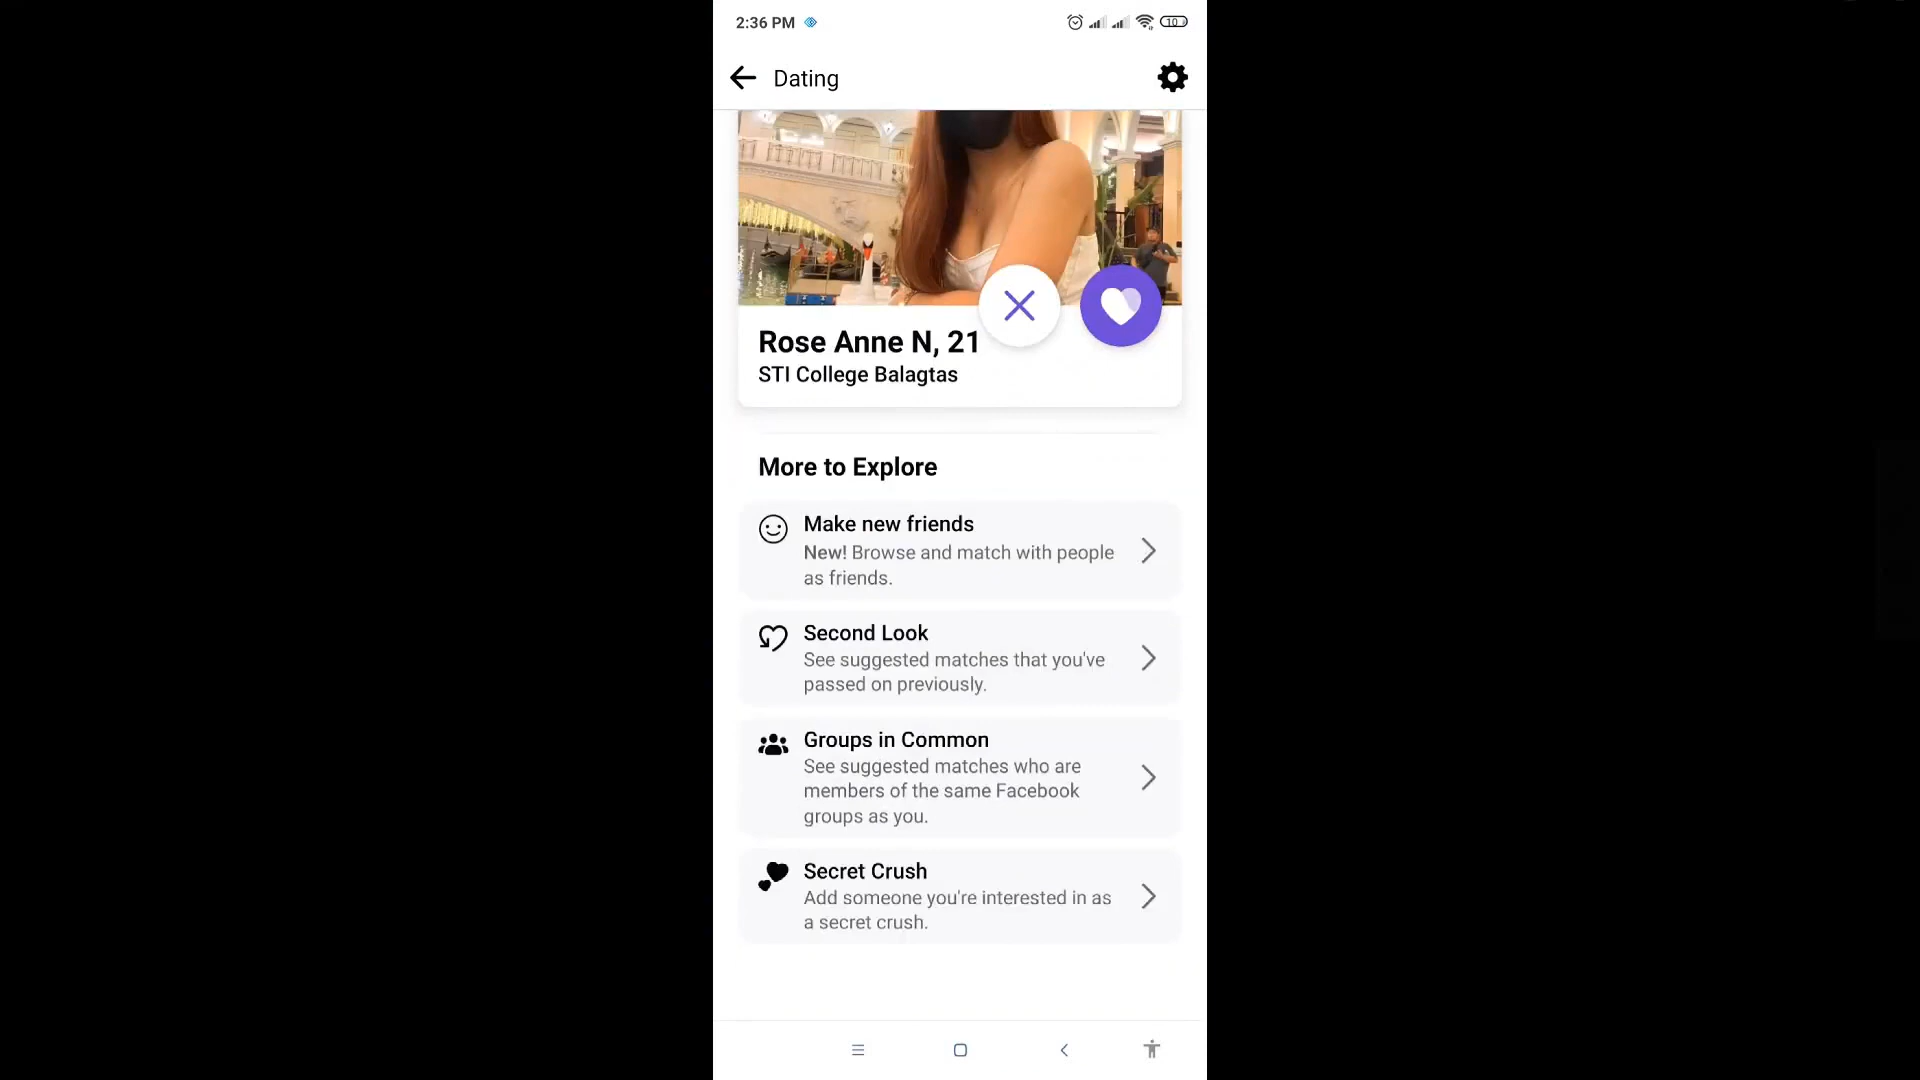 2:36 PM
10
Dating
Rose Anne N, 21
STI College Balagtas
More to Explore
Make new friends
New! Browse and match with people
as friends.
Second Look
See suggested matches that you've
passed on previously.
Groups in Common
See suggested matches who are
members of the same Facebook
groups as you.
Secret Crush
Add someone you're interested in as
a secret crush.